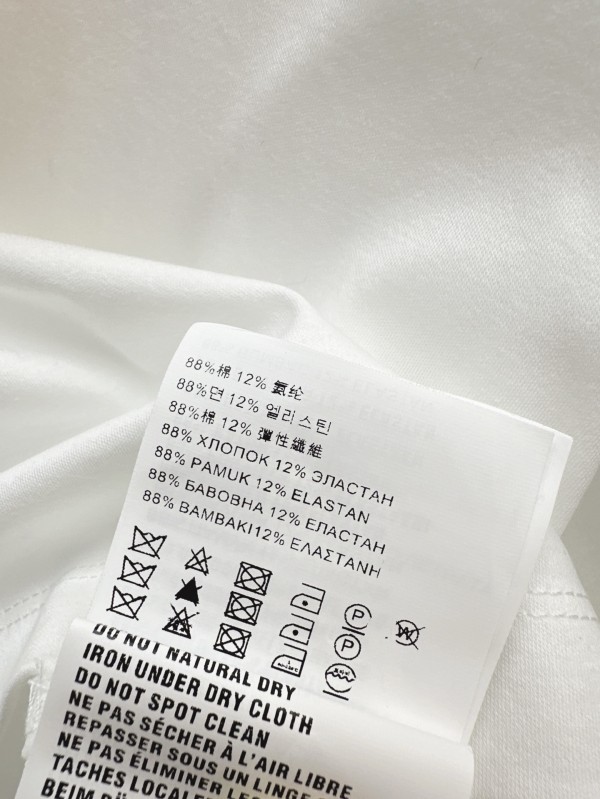 88%棉 12% 氨纶
88%면 12% 엘리스틴
88%棉 12% 彈性纖維
88% ХЛОПОК 12% ЭЛАСТАН
88% PAMUK 12% ELASTAN
88% БАВОВНА 12% ЕЛАСТАН
88% ΒΑΜΒΑΚΙ12% ΕΛΑΣΤΑΝΗ
P
W
P
DO NOT NATURAL DRY
IRON UNDER DRY CLOTH
DO NOT SPOT CLEAN
NE PAS SÉCHER À L'AIR LIBRE
REPASSER SOUS UN LINGE
NE PAS ÉLIMINER LES
TACHES LOCALE
BEIM